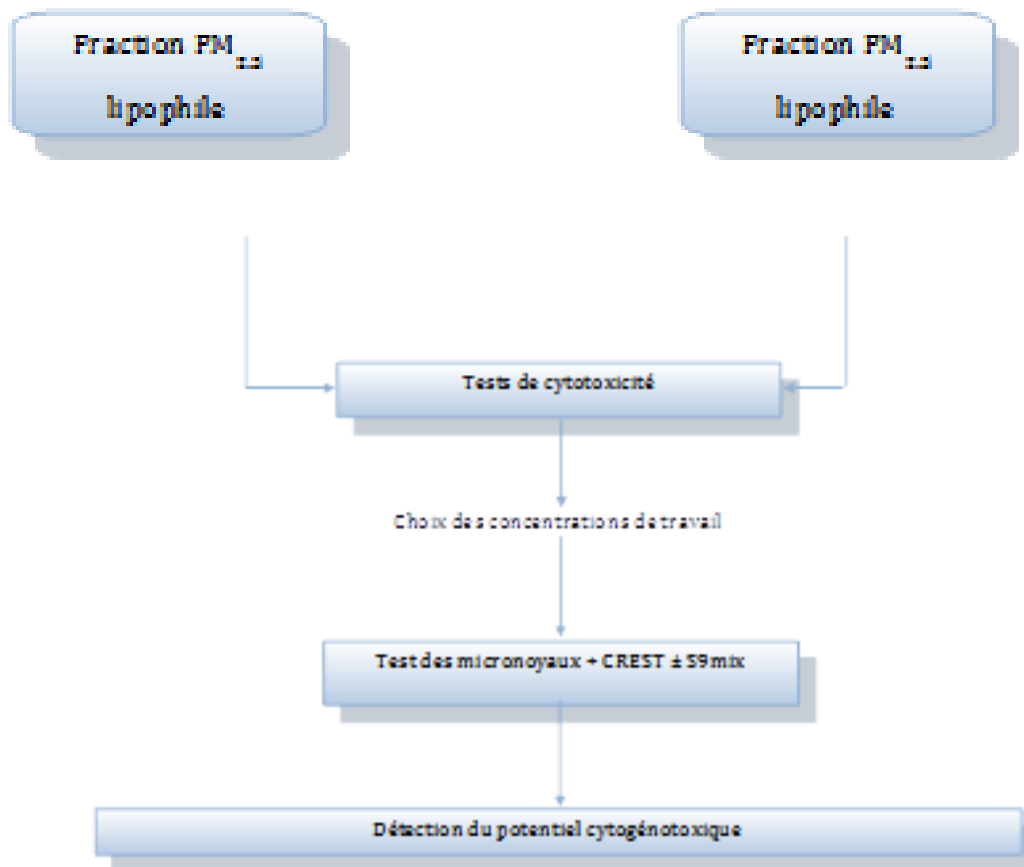 Fraction PM
lipophile
Fraction PM
lipophile
Tests de cytotoxicité
Choix des concentrations de travail
Test des micronoyaux + CREST ± S9mix
Détection du potentiel cytogénotoxique